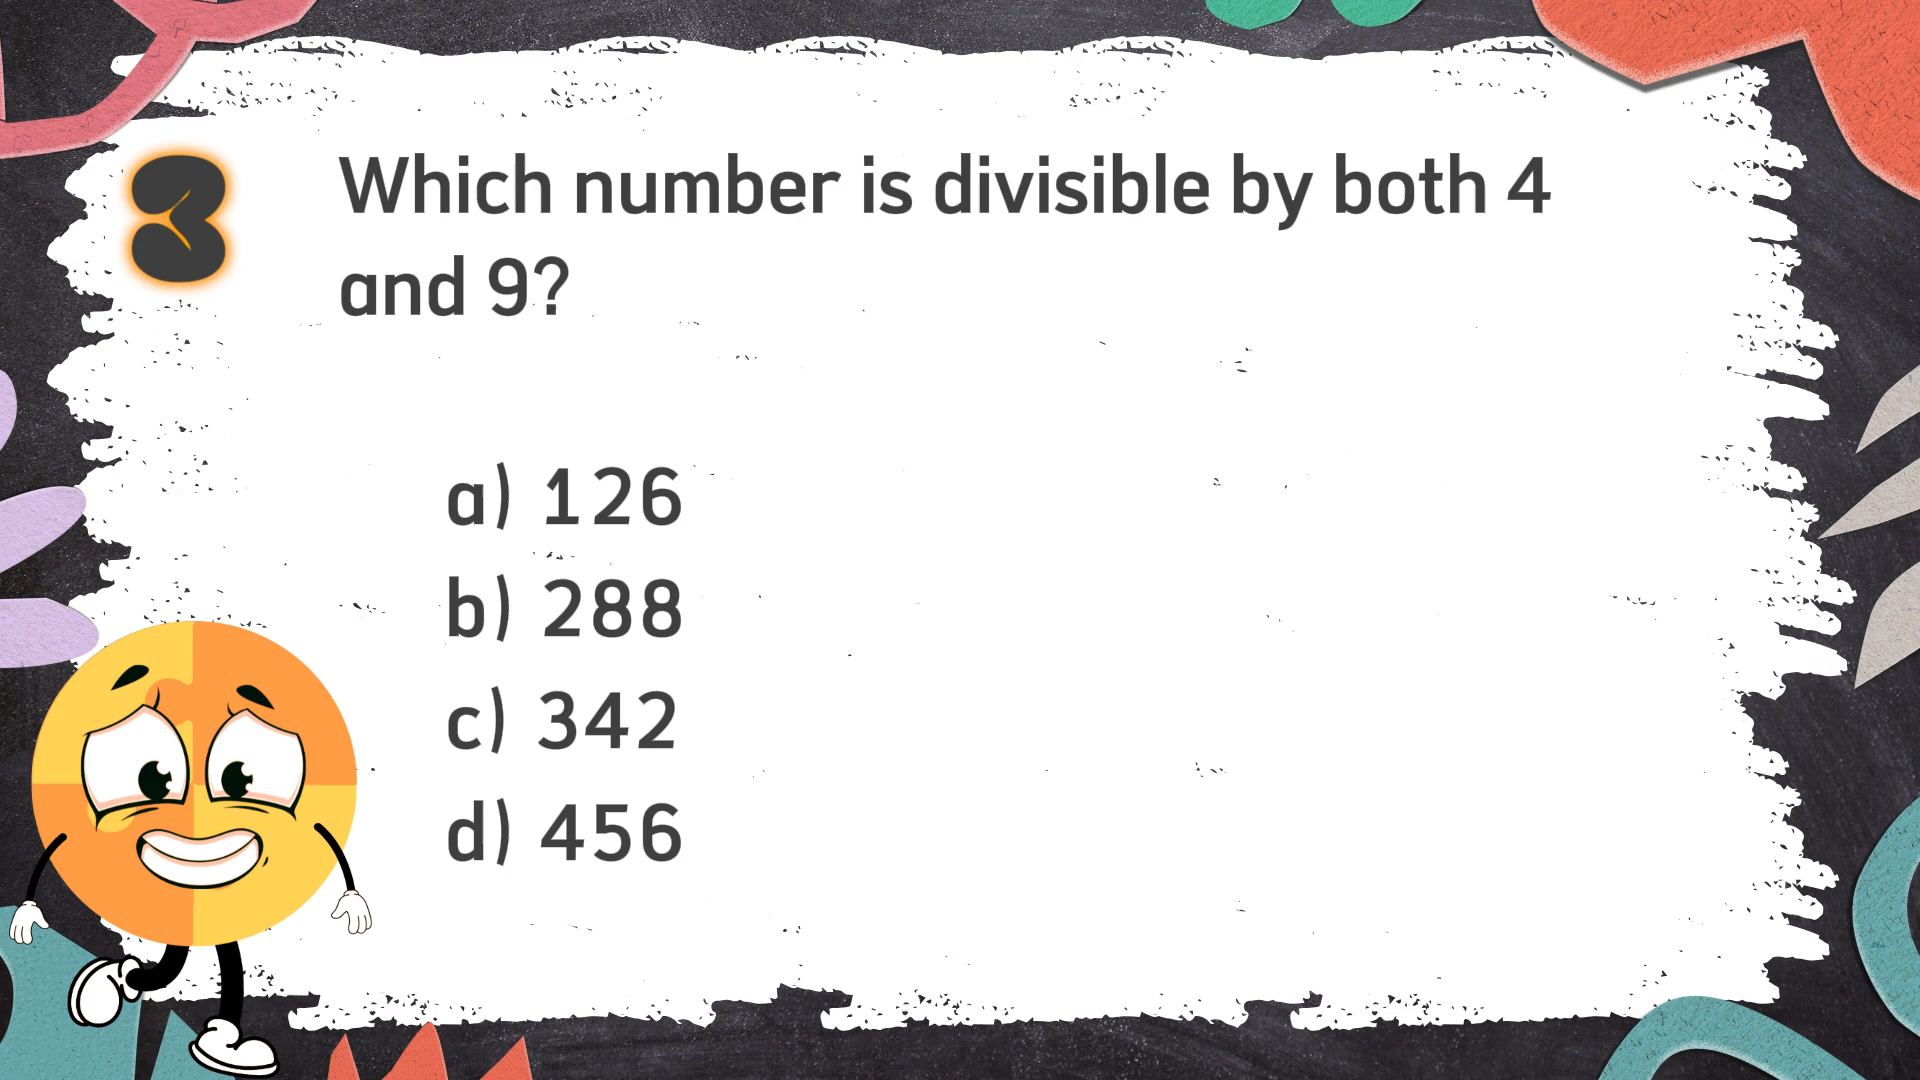 3
Which number is divisible by both 4
and 9?
a) 126
b) 288
c) 342
d) 456